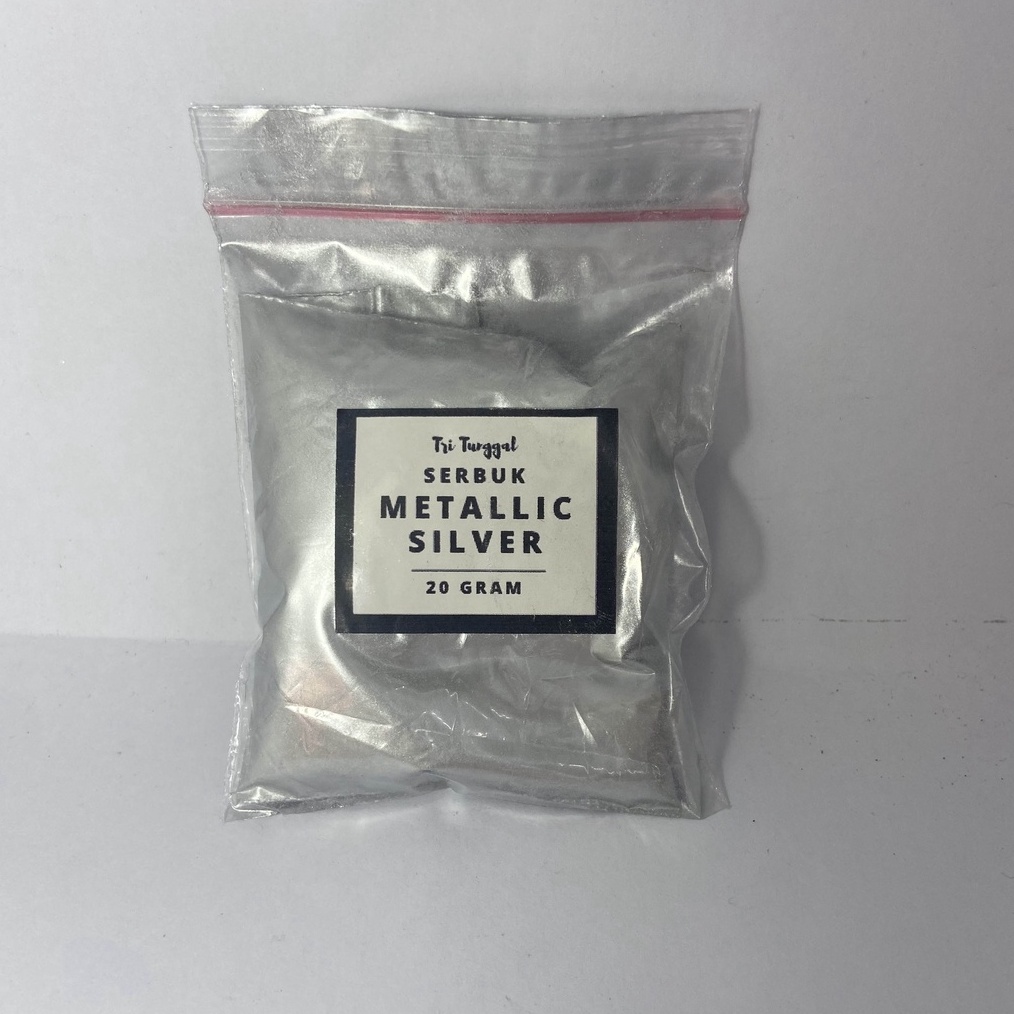 Tri Tunggal
SERBUK
METALLIC
SILVER
20 GRAM